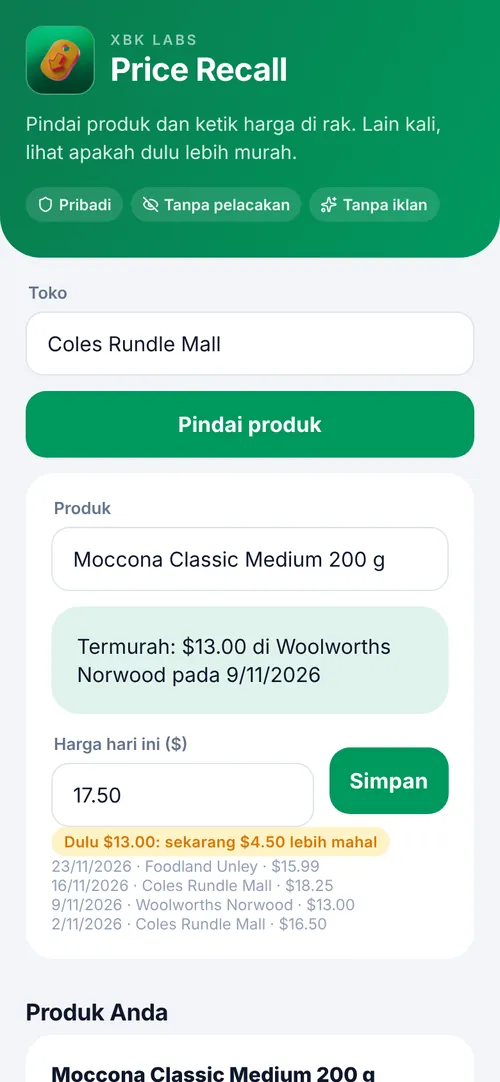 XBK LABS
Price Recall
Pindai produk dan ketik harga di rak. Lain kali,
lihat apakah dulu lebih murah.
Pribadi
Tanpa pelacakan
Tanpa iklan
Toko
Coles Rundle Mall
Pindai produk
Produk
Moccona Classic Medium 200 g
Termurah: $13.00 di Woolworths
Norwood pada 9/11/2026
Harga hari ini ($)
17.50
Simpan
Dulu $13.00: sekarang $4.50 lebih mahal
23/11/2026 · Foodland Unley · $15.99
16/11/2026 · Coles Rundle Mall · $18.25
9/11/2026 · Woolworths Norwood · $13.00
2/11/2026 · Coles Rundle Mall · $16.50
Produk Anda
Moccona Classic Medium 200 g